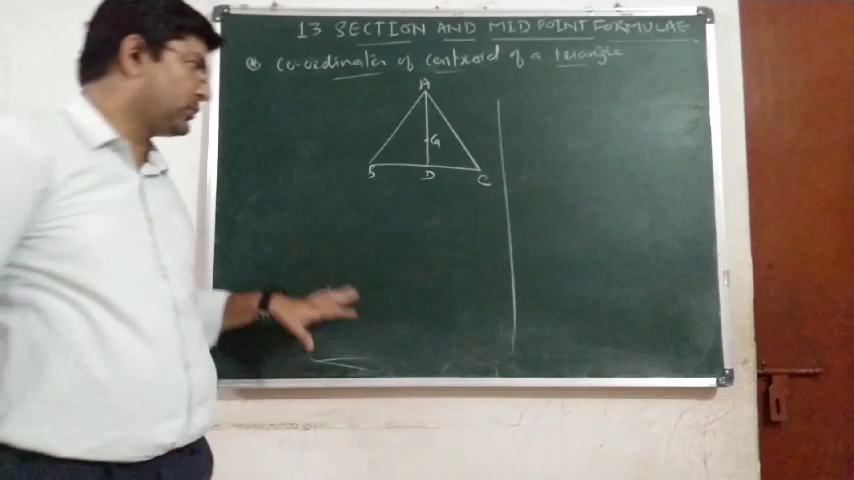 13 SECTION AND MID POINT FORMULAE
* Co-ordinates of centroid of a triangle
A
G
B D C